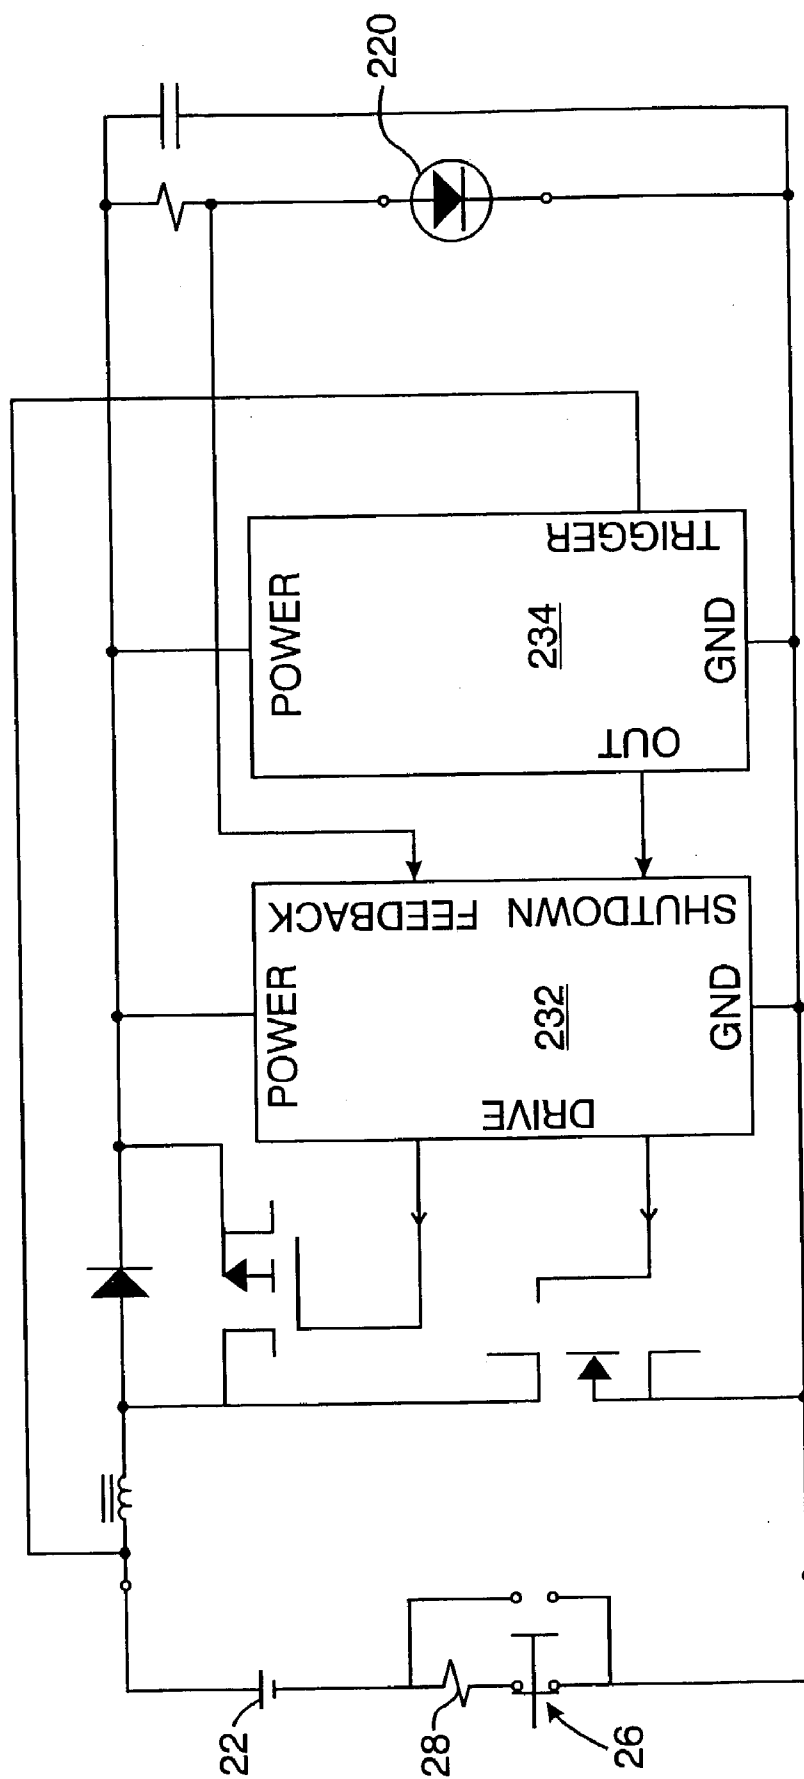 220
TRIGGER
POWER
234
GND
OUT
FEEDBACK
SHUTDOWN
POWER
232
GND
DRIVE
22
28
26